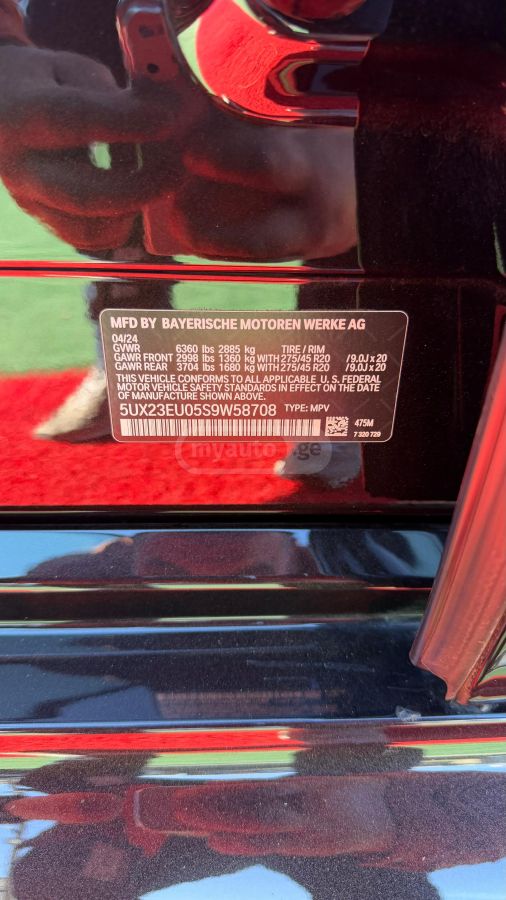 MFD BY BAYERISCHE MOTOREN WERKE AG
04/24
GVWR 6360 lbs 2885 kg TIRE / RIM
GAWR FRONT 2998 lbs 1360 kg WITH 275/45 R20 /9.0J x 20
GAWR REAR 3704 lbs 1680 kg WITH 275/45 R20 /9.0J x 20
THIS VEHICLE CONFORMS TO ALL APPLICABLE U. S. FEDERAL
MOTOR VEHICLE SAFETY STANDARDS IN EFFECT ON THE
DATE OF MANUFACTURE SHOWN ABOVE.
5UX23EU05S9W58708 TYPE: MPV
475M
7 320 729
myauto.ge